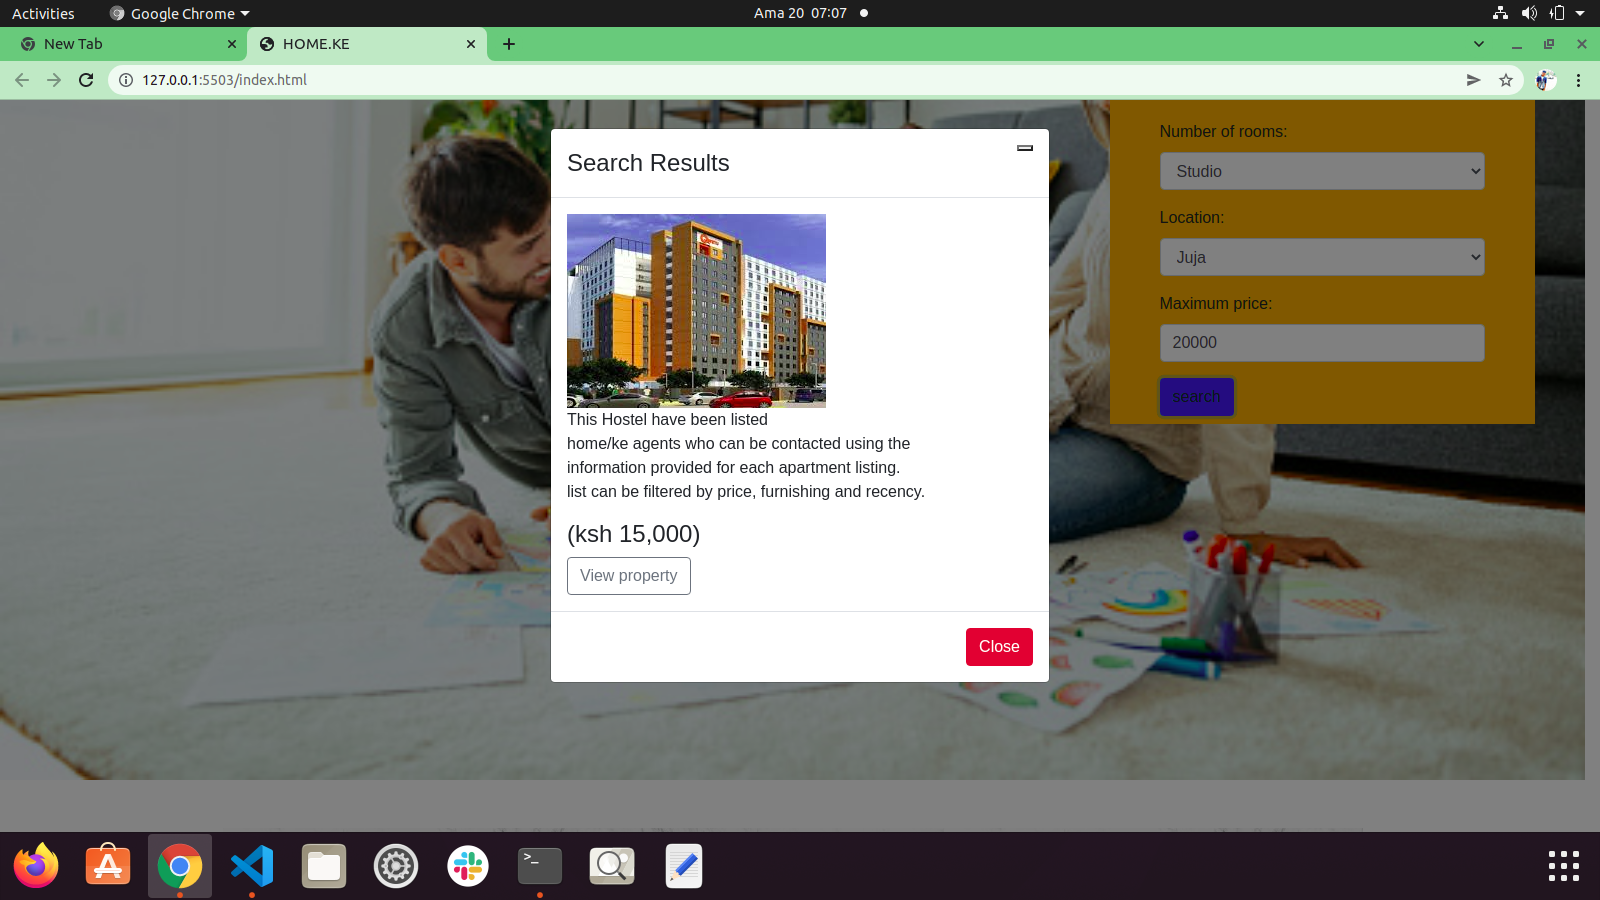 Activities
Google Chrome
Ama 20 07:07
New Tab
HOME.KE
127.0.0.1:5503/index.html
Search Results
This Hostel have been listed
home/ke agents who can be contacted using the
information provided for each apartment listing.
list can be filtered by price, furnishing and recency.
(ksh 15,000)
View property
Close
Number of rooms:
Studio
Location:
Juja
Maximum price:
20000
search